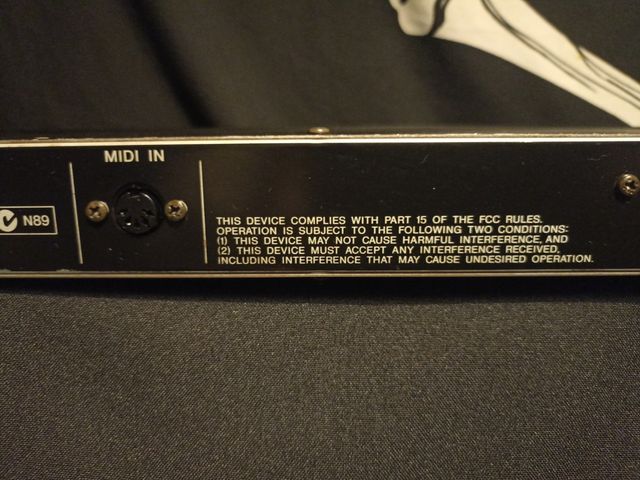 MIDI IN
N89
THIS DEVICE COMPLIES WITH PART 15 OF THE FCC RULES.
OPERATION IS SUBJECT TO THE FOLLOWING TWO CONDITIONS:
(1) THIS DEVICE MAY NOT CAUSE HARMFUL INTERFERENCE, AND
(2) THIS DEVICE MUST ACCEPT ANY INTERFERENCE RECEIVED,
INCLUDING INTERFERENCE THAT MAY CAUSE UNDESIRED OPERATION.